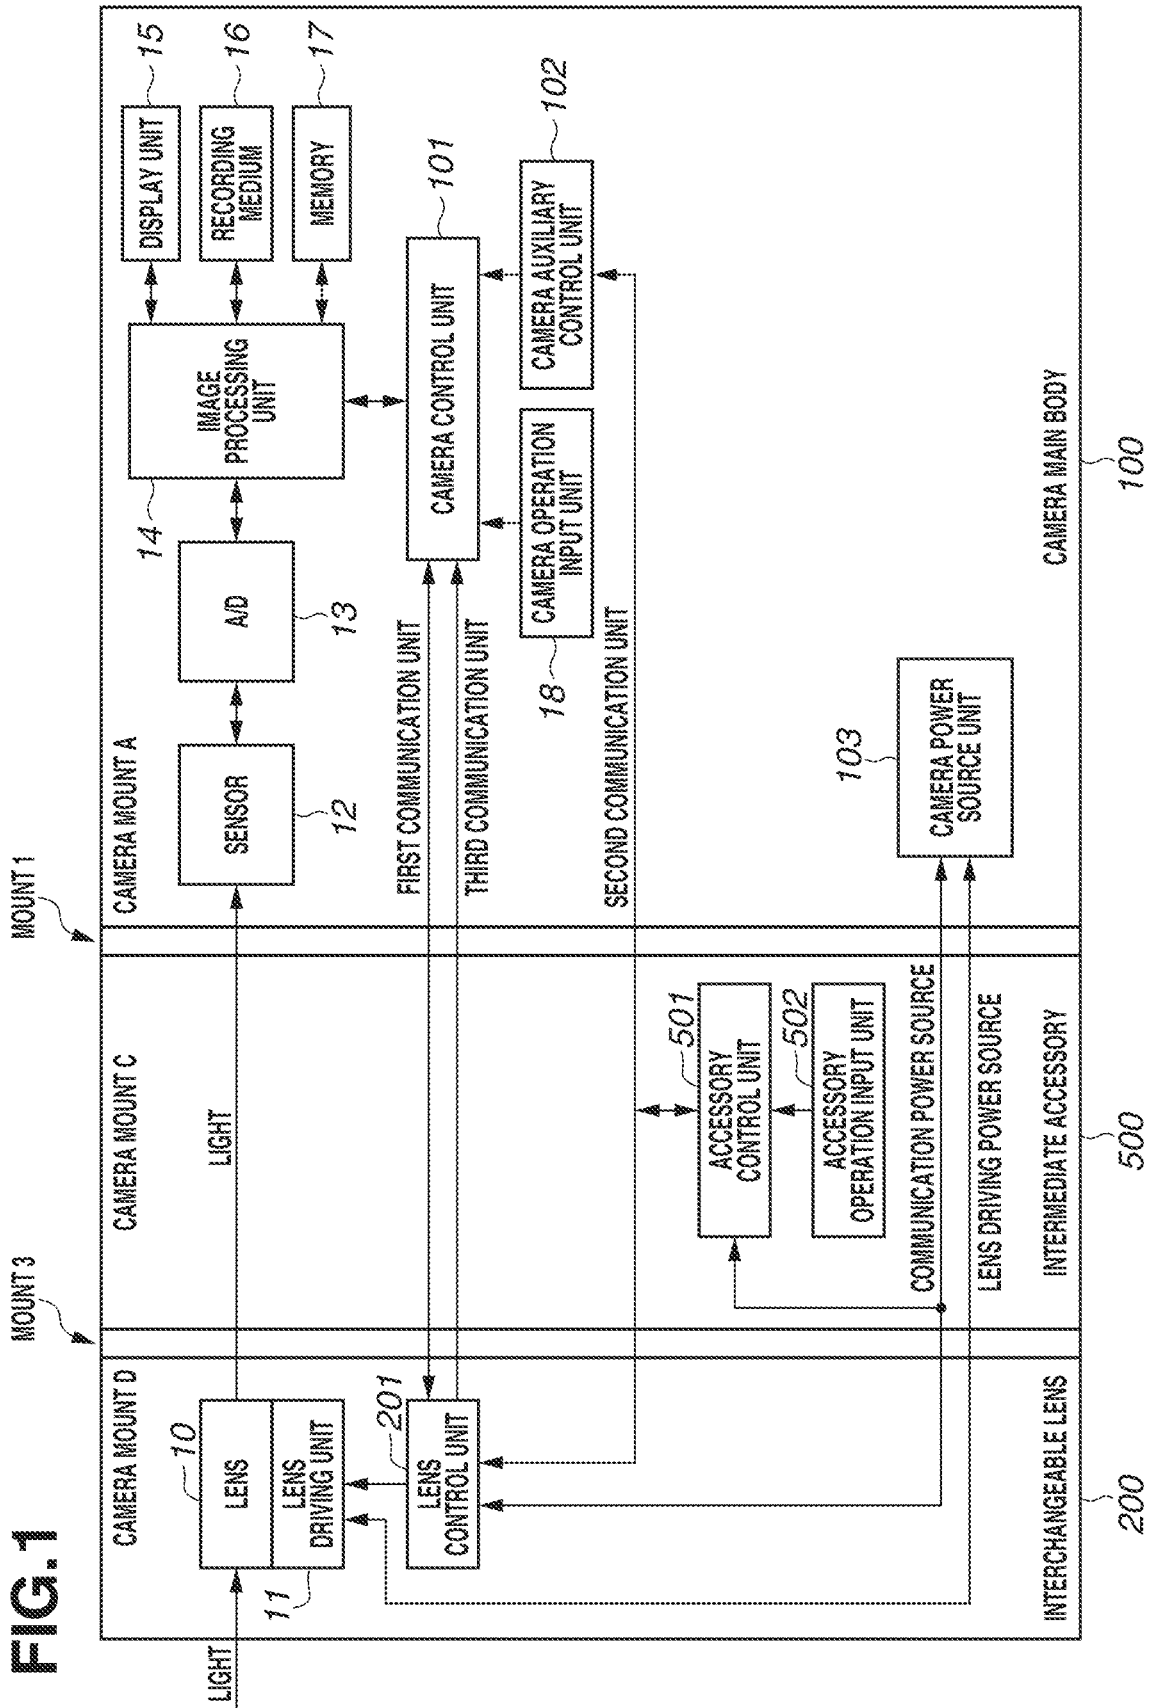 FIG.1
MOUNT 3
MOUNT 1
CAMERA MOUNT D
CAMERA MOUNT C
CAMERA MOUNT A
LIGHT
10
LENS
LENS
DRIVING UNIT
11
LIGHT
SENSOR
12
A/D
13
14
IMAGE
PROCESSING
UNIT
DISPLAY UNIT
15
RECORDING
MEDIUM
16
MEMORY
17
201
LENS
CONTROL UNIT
FIRST COMMUNICATION UNIT
THIRD COMMUNICATION UNIT
CAMERA CONTROL UNIT
101
CAMERA OPERATION
INPUT UNIT
18
CAMERA AUXILIARY
CONTROL UNIT
102
SECOND COMMUNICATION UNIT
501
ACCESSORY
CONTROL UNIT
502
ACCESSORY
OPERATION INPUT UNIT
103
CAMERA POWER
SOURCE UNIT
COMMUNICATION POWER SOURCE
LENS DRIVING POWER SOURCE
INTERCHANGEABLE LENS
200
INTERMEDIATE ACCESSORY
500
CAMERA MAIN BODY
100